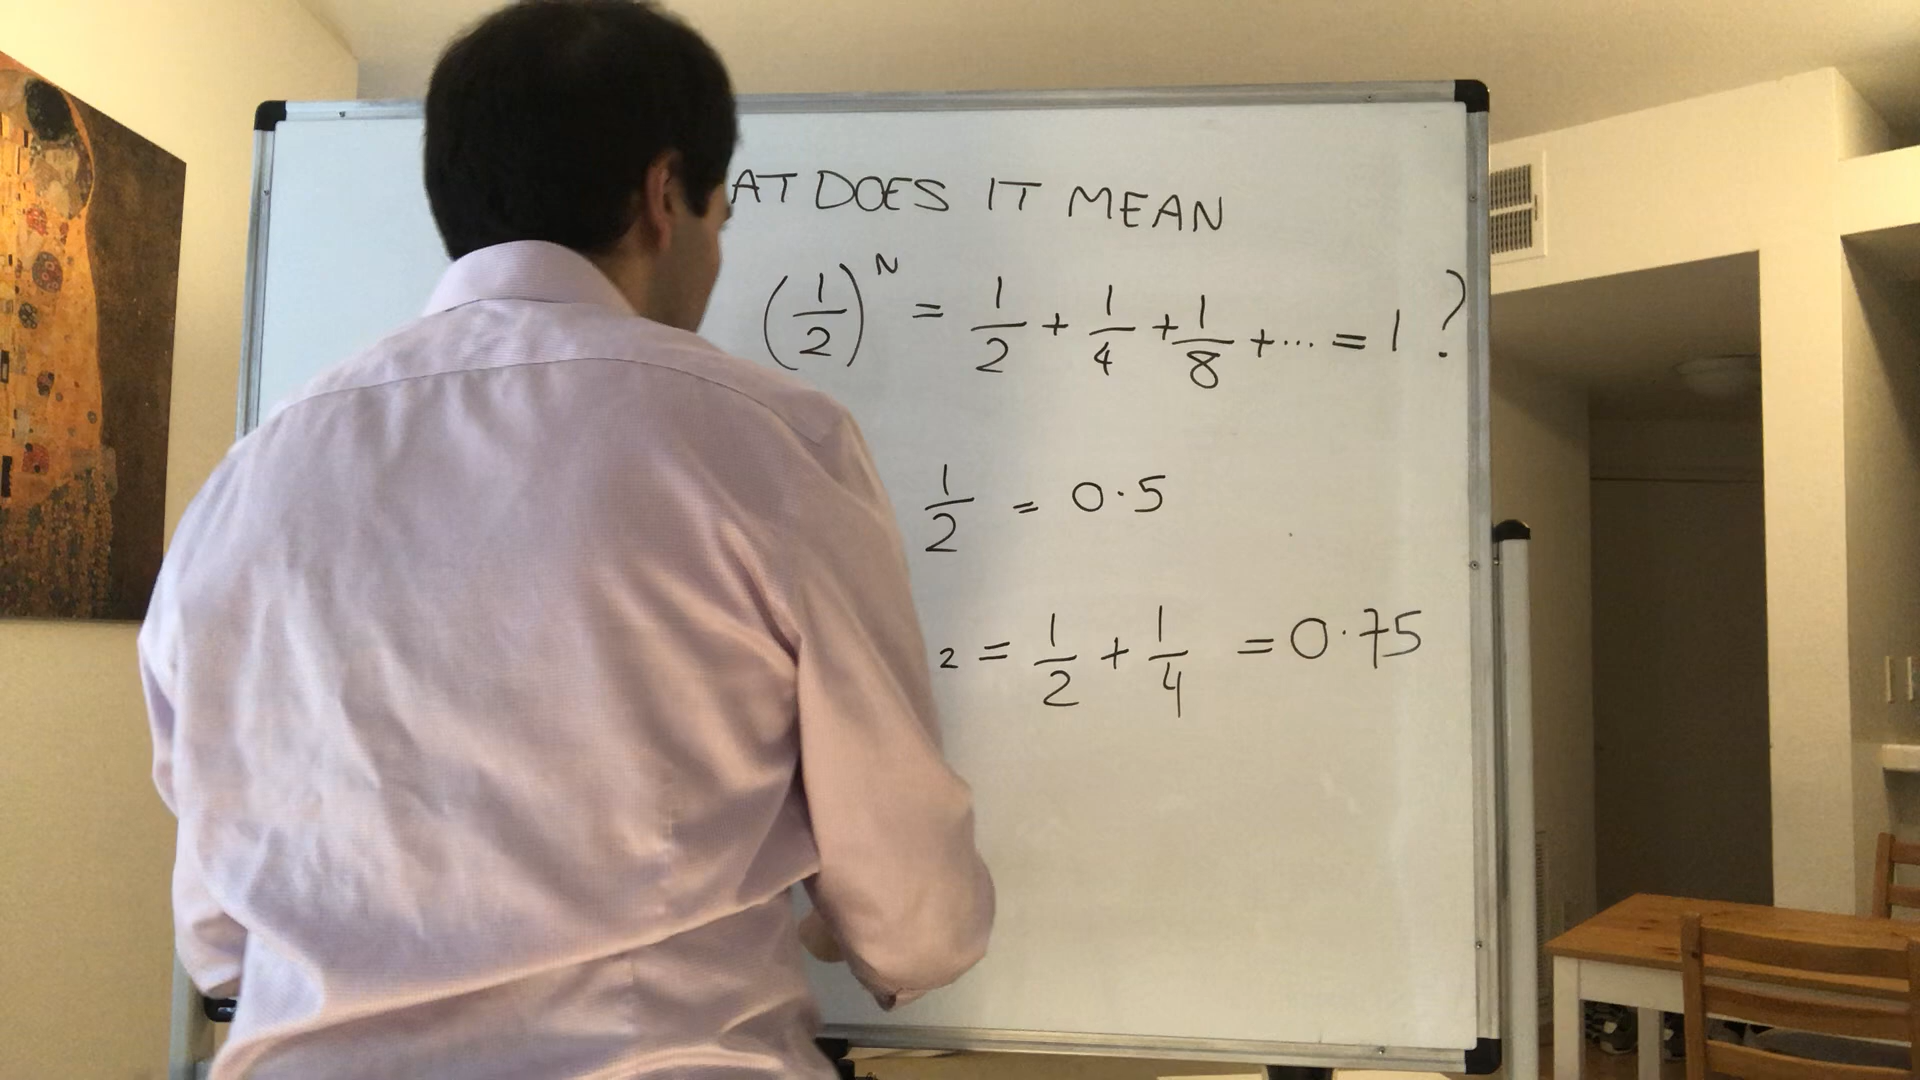 AT DOES IT MEAN
(1/2)^N = 1/2 + 1/4 + 1/8 + ... = 1 ?
1/2 = 0.5
2 = 1/2 + 1/4 = 0.75